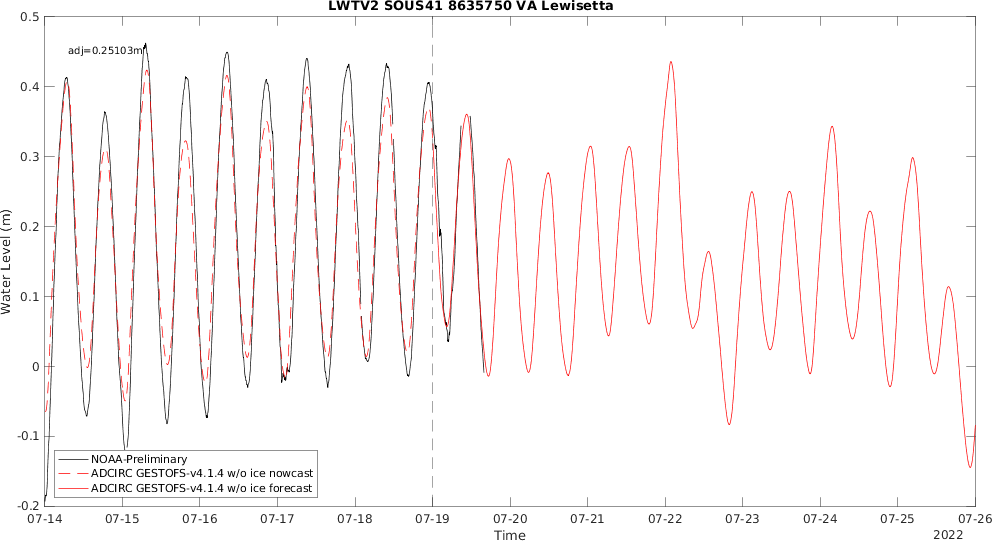 LWTV2 SOUS41 8635750 VA Lewisetta
adj=0.25103m
0.5
0.4
0.3
0.2
0.1
0
-0.1
-0.2
Water Level (m)
NOAA-Preliminary
ADCIRC GESTOFS-v4.1.4 w/o ice nowcast
ADCIRC GESTOFS-v4.1.4 w/o ice forecast
07-14 07-15 07-16 07-17 07-18 07-19 07-20 07-21 07-22 07-23 07-24 07-25 07-26
Time
2022